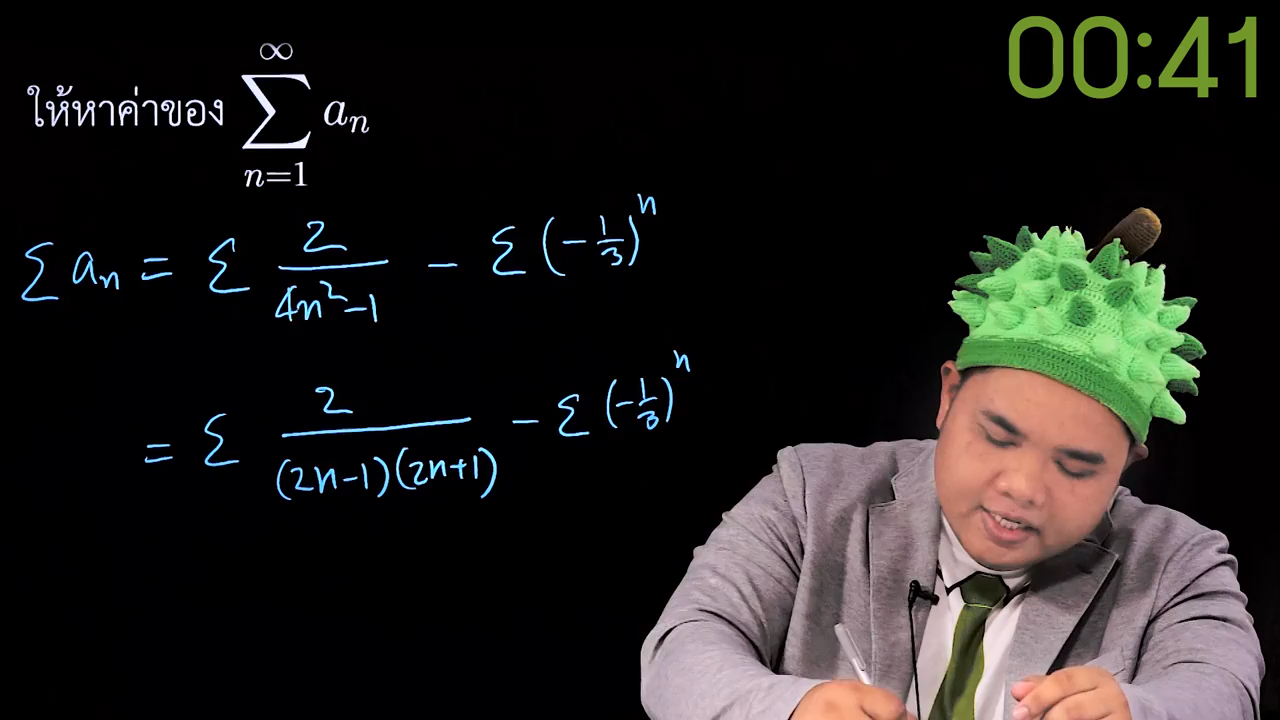 00:41
ให้หาค่าของ ∑_{n=1}^{∞} a_n
∑ a_n = ∑ 2/(4n²-1) - ∑ (-1/3)^n
= ∑ 2/((2n-1)(2n+1)) - ∑ (-1/3)^n